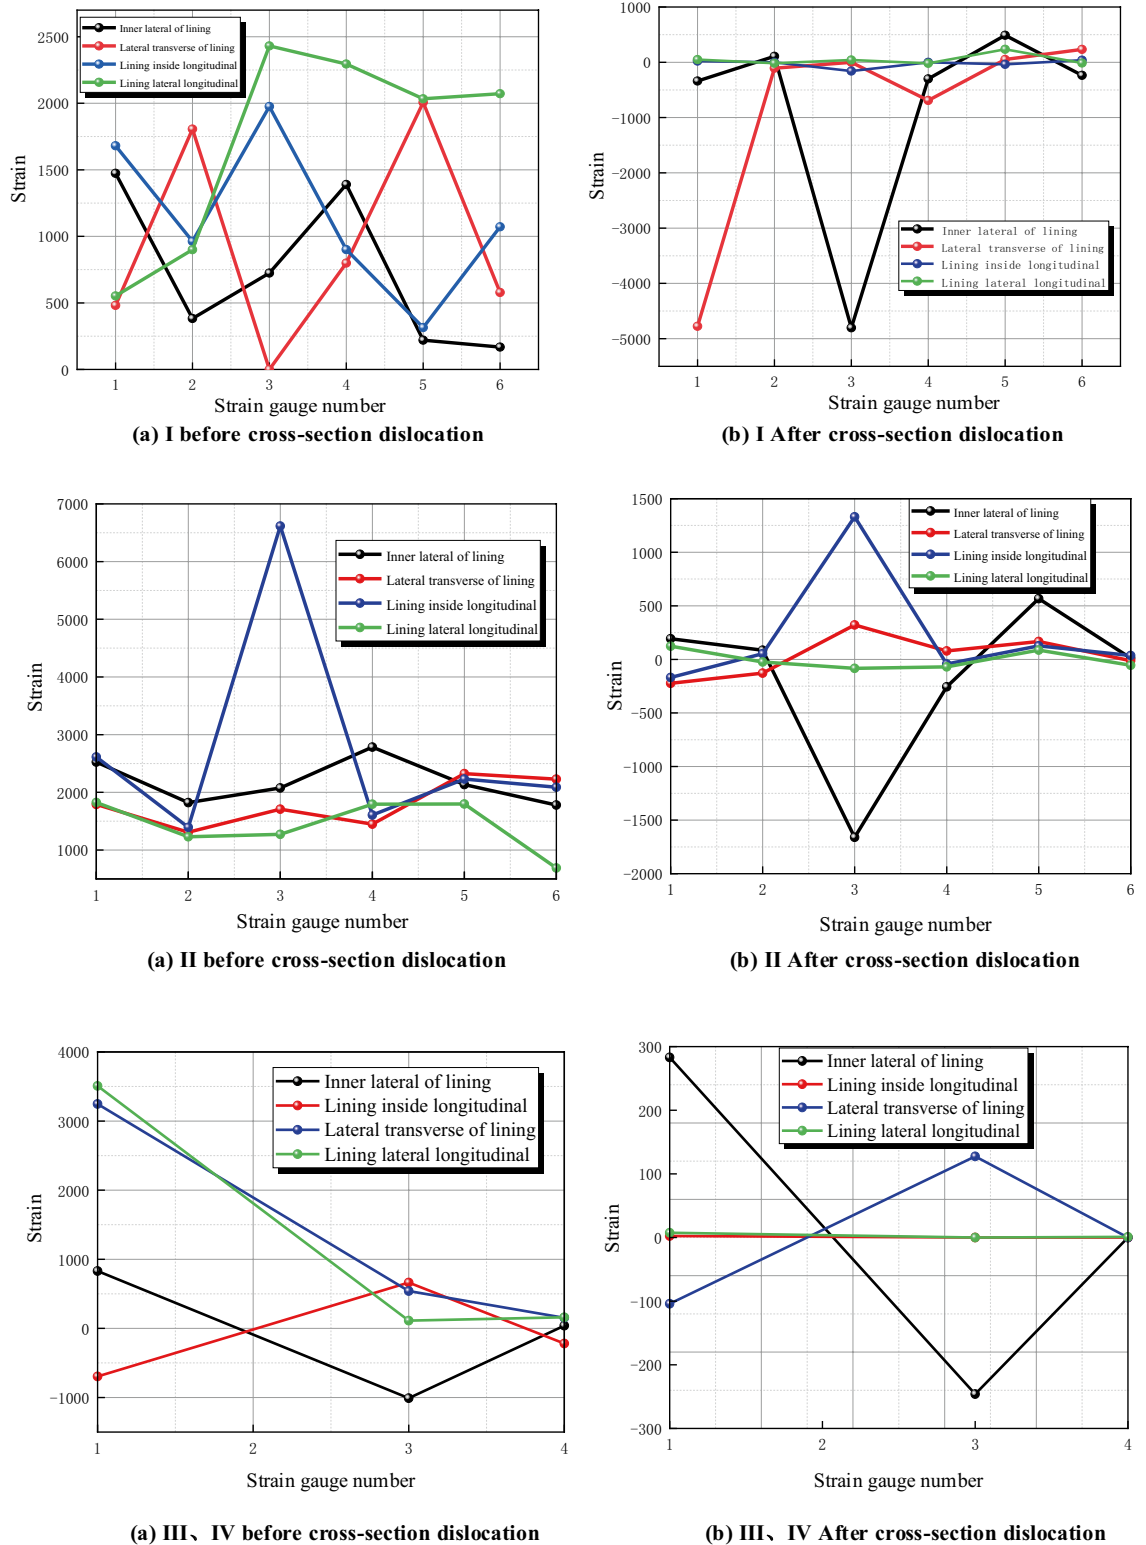 Inner lateral of lining
Lateral transverse of lining
Lining inside longitudinal
Lining lateral longitudinal
2500
2000
1500
1000
500
0
Strain
1 2 3 4 5 6
Strain gauge number
(a) I before cross-section dislocation
1000
0
−1000
−2000
−3000
−4000
−5000
Strain
Inner lateral of lining
Lateral transverse of lining
Lining inside longitudinal
Lining lateral longitudinal
1 2 3 4 5 6
Strain gauge number
(b) I After cross-section dislocation
7000
6000
5000
4000
3000
2000
1000
Strain
Inner lateral of lining
Lateral transverse of lining
Lining inside longitudinal
Lining lateral longitudinal
1 2 3 4 5 6
Strain gauge number
(a) II before cross-section dislocation
1500
1000
500
0
−500
−1000
−1500
−2000
Strain
Inner lateral of lining
Lateral transverse of lining
Lining inside longitudinal
Lining lateral longitudinal
1 2 3 4 5 6
Strain gauge number
(b) II After cross-section dislocation
4000
3000
2000
1000
0
−1000
Strain
Inner lateral of lining
Lining inside longitudinal
Lateral transverse of lining
Lining lateral longitudinal
1 2 3 4
Strain gauge number
(a) III、IV before cross-section dislocation
300
200
100
0
−100
−200
−300
Strain
Inner lateral of lining
Lining inside longitudinal
Lateral transverse of lining
Lining lateral longitudinal
1 2 3 4
Strain gauge number
(b) III、IV After cross-section dislocation